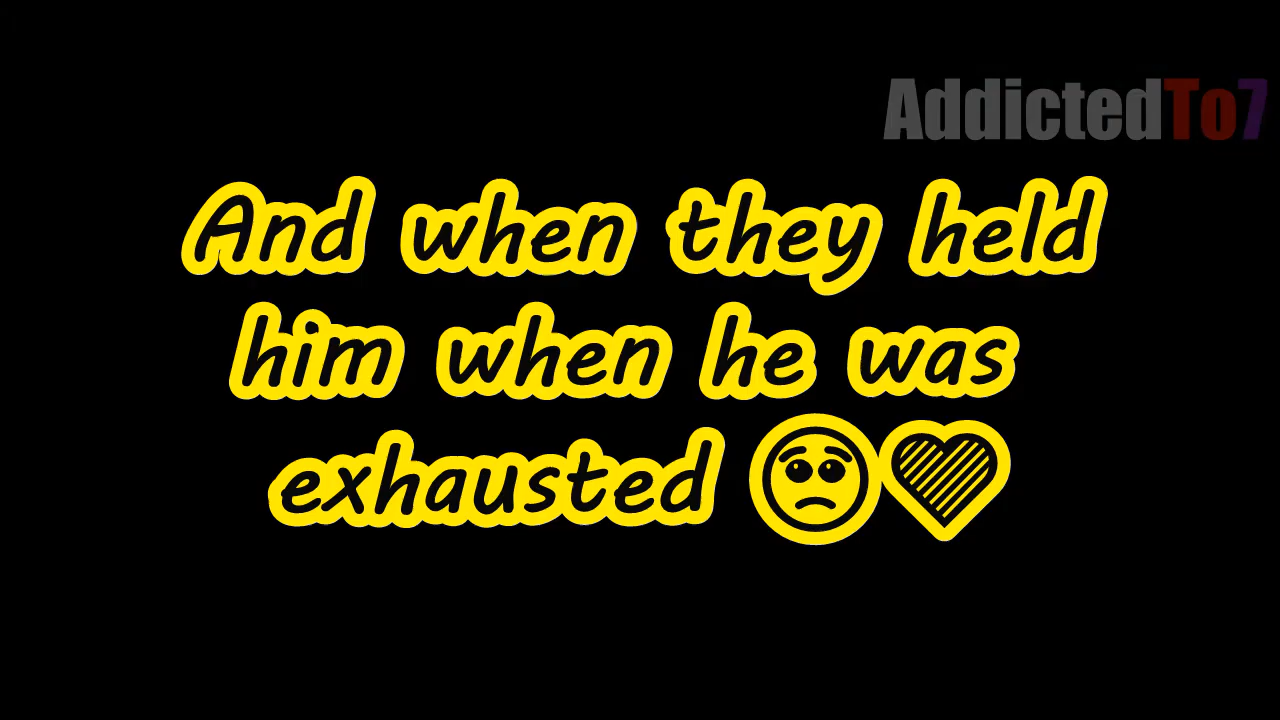 AddictedTo7
And when they held
him when he was
exhausted 🥺💜